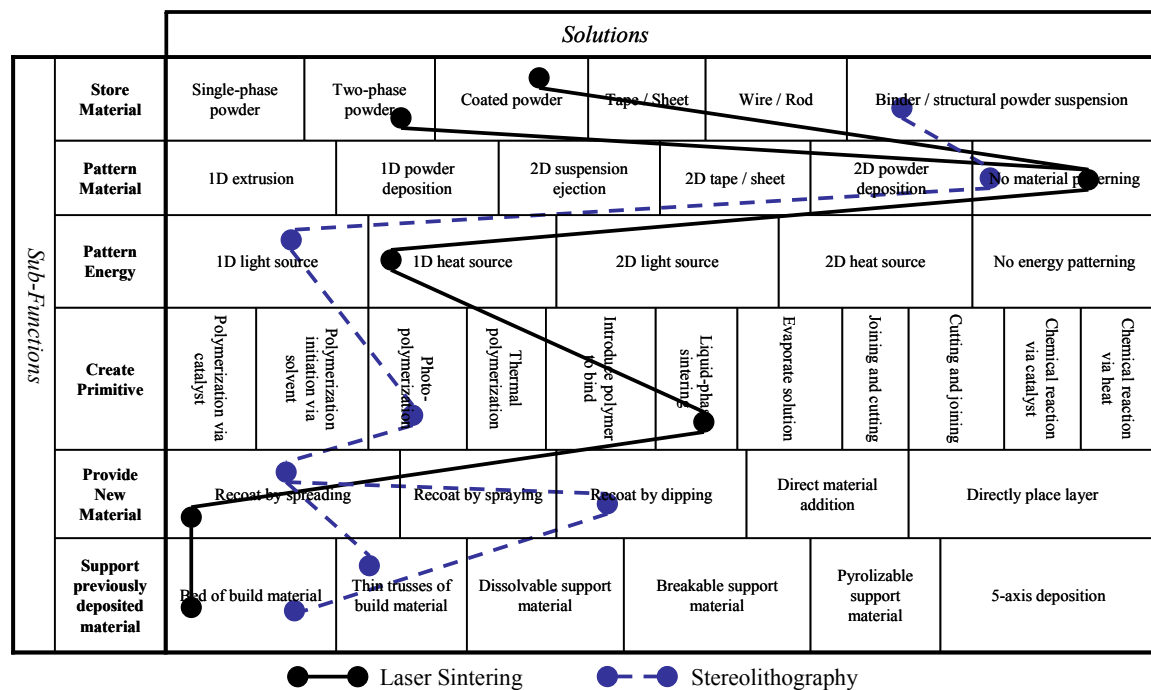 Solutions
Sub-Functions
Store
Material
Single-phase
powder
Two-phase
powder
Coated powder
Tape / Sheet
Wire / Rod
Binder / structural powder suspension
Pattern
Material
1D extrusion
1D powder
deposition
2D suspension
ejection
2D tape / sheet
2D powder
deposition
No material patterning
Pattern
Energy
1D light source
1D heat source
2D light source
2D heat source
No energy patterning
Create
Primitive
Polymerization via
catalyst
Polymerization
initiation via
solvent
Photo-
polymerization
Thermal
polymerization
Introduce polymer
to bind
Liquid-phase
sintering
Evaporate solution
Joining and cutting
Cutting and joining
Chemical reaction
via catalyst
Chemical reaction
via heat
Provide
New
Material
Recoat by spreading
Recoat by spraying
Recoat by dipping
Direct material
addition
Directly place layer
Support
previously
deposited
material
Bed of build material
Thin trusses of
build material
Dissolvable support
material
Breakable support
material
Pyrolizable
support
material
5-axis deposition
Laser Sintering
Stereolithography